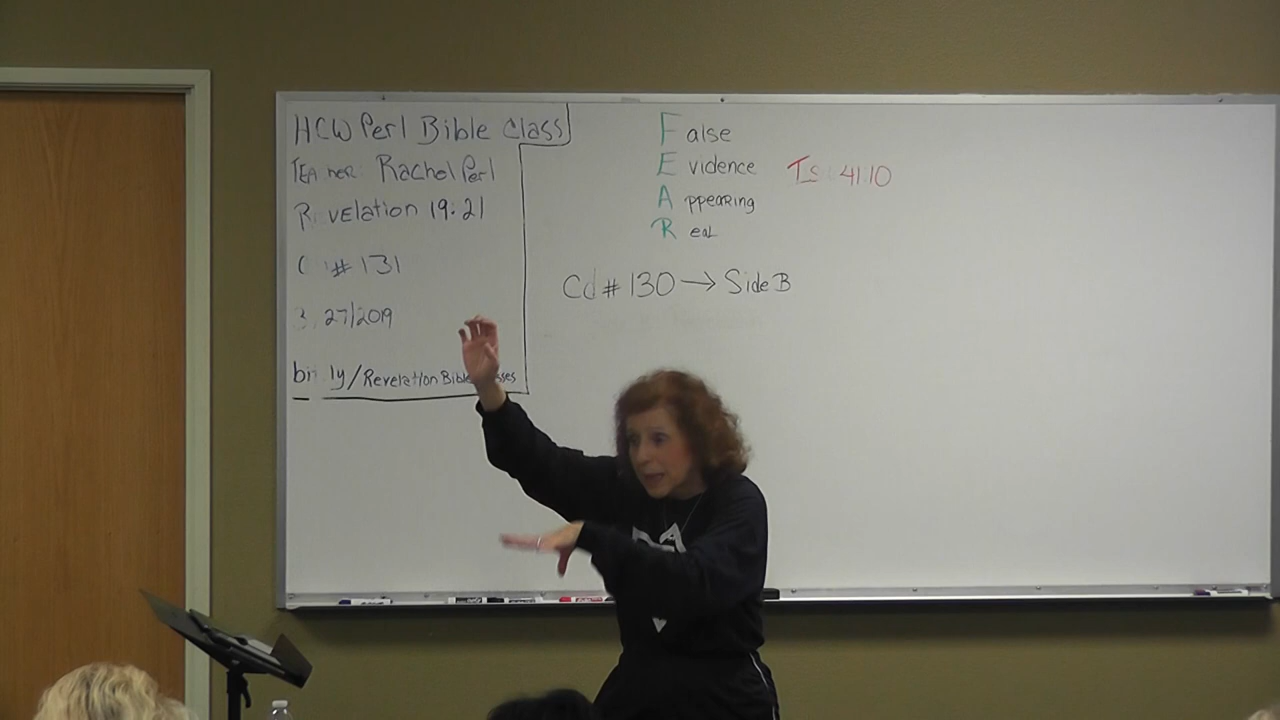 HCW Perl Bible Class
Rachel Perl
velation 19:21
# 131
27/2019
ly/Revelation Bible
False
Evidence
Appearing
Real
Is 41:10
Cd # 130 → Side B